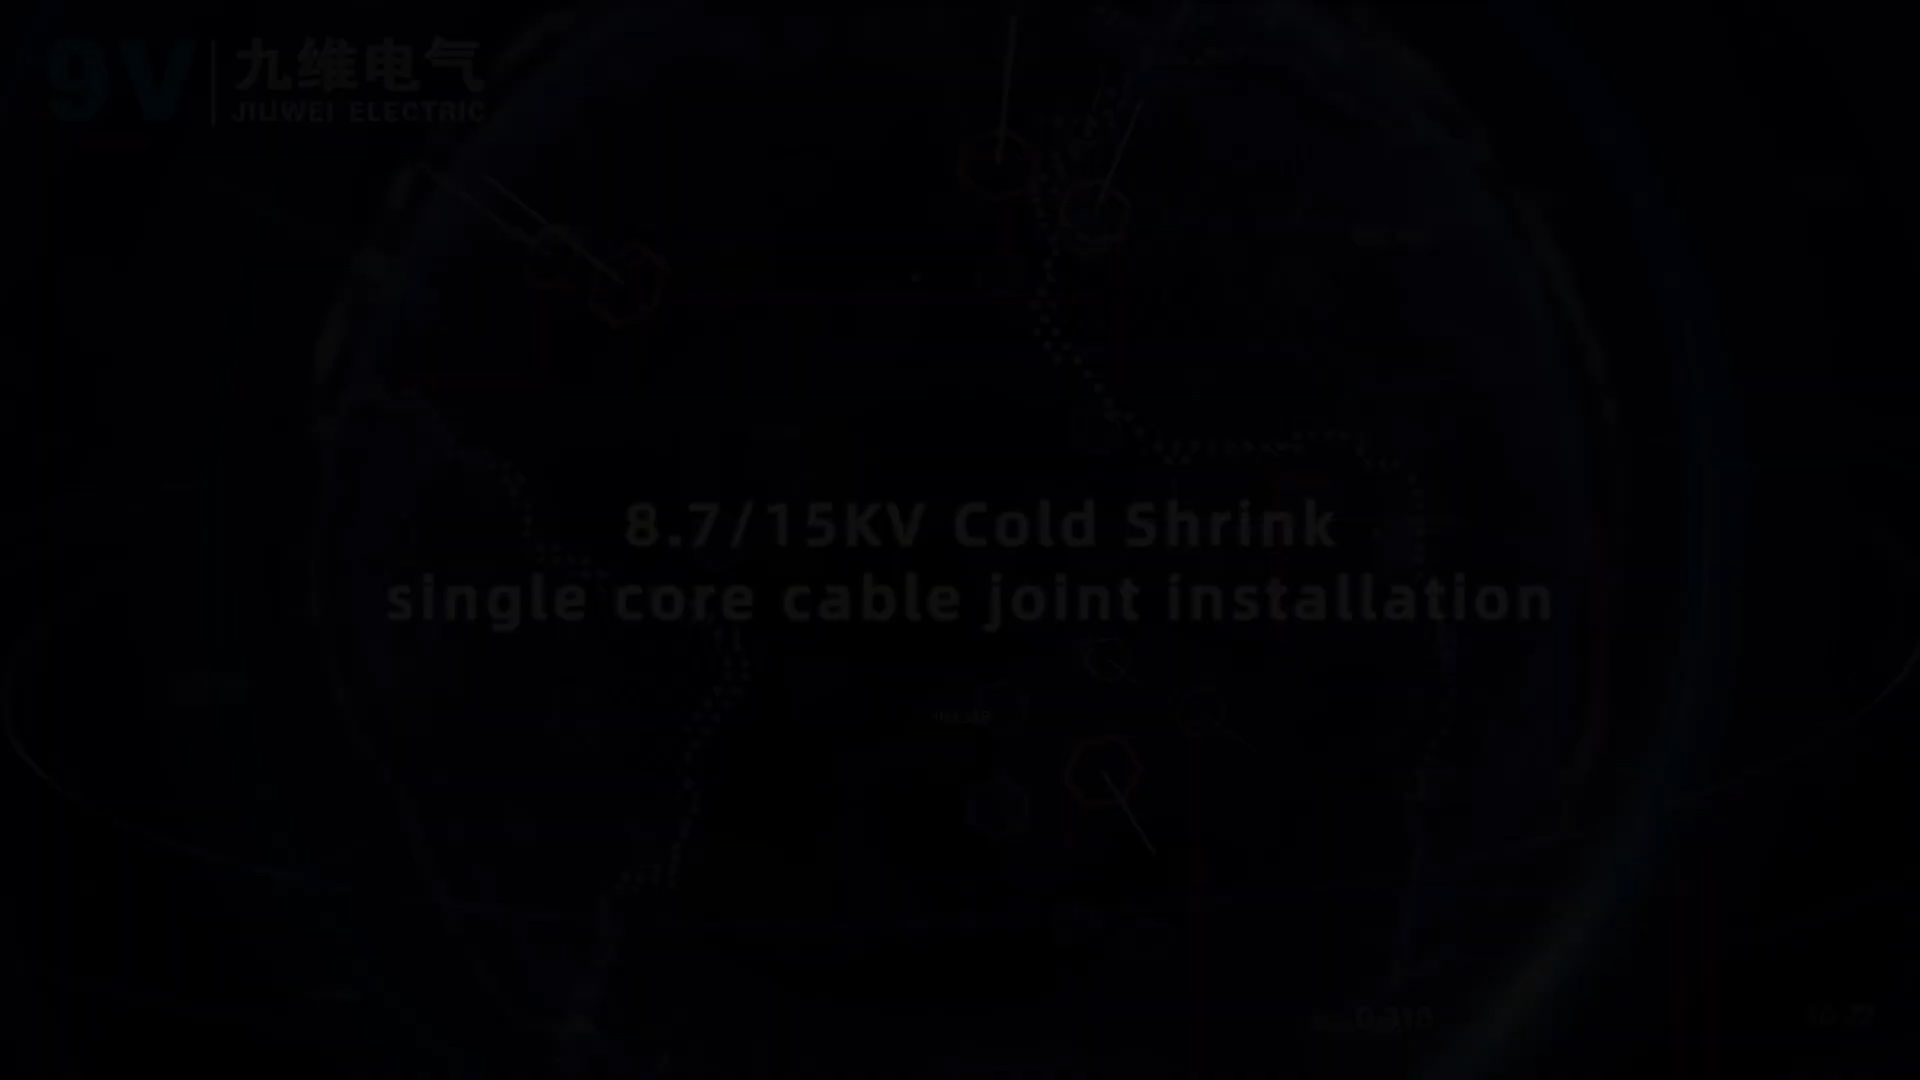 9V 九维电气
JIUWEI ELECTRIC
8.7/15KV Cold Shrink
single core cable joint installation